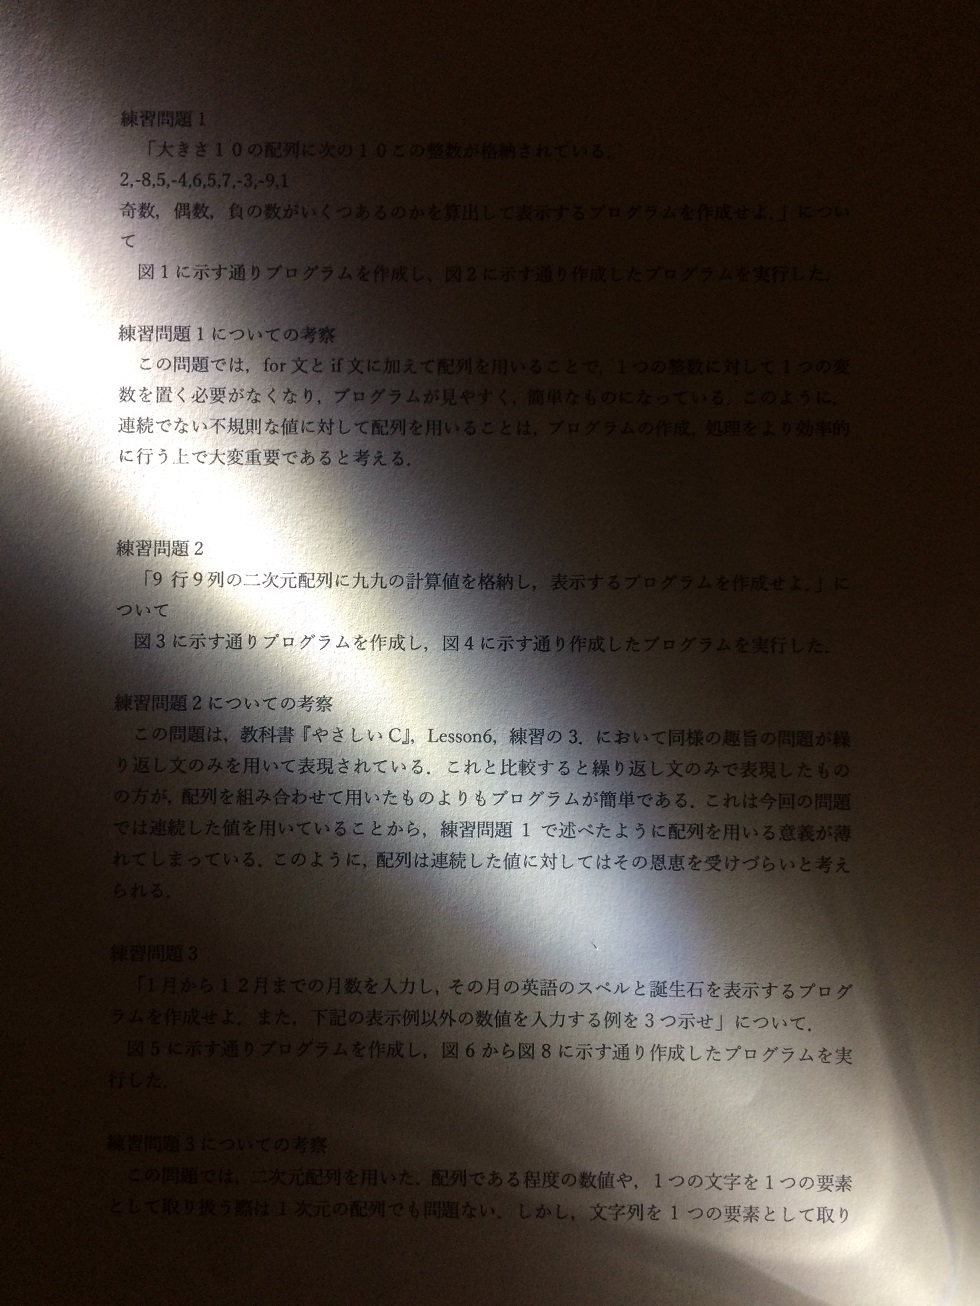 練習問題 1
「大きさ１０の配列に次の１０この整数が格納されている.
2,-8,5,-4,6,5,7,-3,-9,1
奇数，偶数，負の数がいくつあるのかを算出して表示するプログラムを作成せよ.」につい
て
図 1 に示す通りプログラムを作成し，図 2 に示す通り作成したプログラムを実行した.
練習問題 1 についての考察
この問題では，for 文と if 文に加えて配列を用いることで，1 つの整数に対して 1 つの変
数を置く必要がなくなり，プログラムが見やすく，簡単なものになっている．このように，
連続でない不規則な値に対して配列を用いることは，プログラムの作成，処理をより効率的
に行う上で大変重要であると考える．
練習問題 2
「9 行 9 列の二次元配列に九九の計算値を格納し，表示するプログラムを作成せよ．」に
ついて
図 3 に示す通りプログラムを作成し，図 4 に示す通り作成したプログラムを実行した．
練習問題 2 についての考察
この問題は，教科書『やさしい C』，Lesson6，練習の 3．において同様の趣旨の問題が繰
り返し文のみを用いて表現されている．これと比較すると繰り返し文のみで表現したもの
の方が，配列を組み合わせて用いたものよりもプログラムが簡単である．これは今回の問題
では連続した値を用いていることから，練習問題 1 で述べたように配列を用いる意義が薄
れてしまっている．このように，配列は連続した値に対してはその恩恵を受けづらいと考え
られる．
練習問題 3
「1 月から１２月までの月数を入力し，その月の英語のスペルと誕生石を表示するプログ
ラムを作成せよ．また，下記の表示例以外の数値を入力する例を 3 つ示せ」について．
図 5 に示す通りプログラムを作成し，図 6 から図 8 に示す通り作成したプログラムを実
行した．
練習問題 3 についての考察
この問題では，二次元配列を用いた．配列である程度の数値や，1 つの文字を 1 つの要素
として取り扱う際は 1 次元の配列でも問題ない．しかし，文字列を 1 つの要素として取り